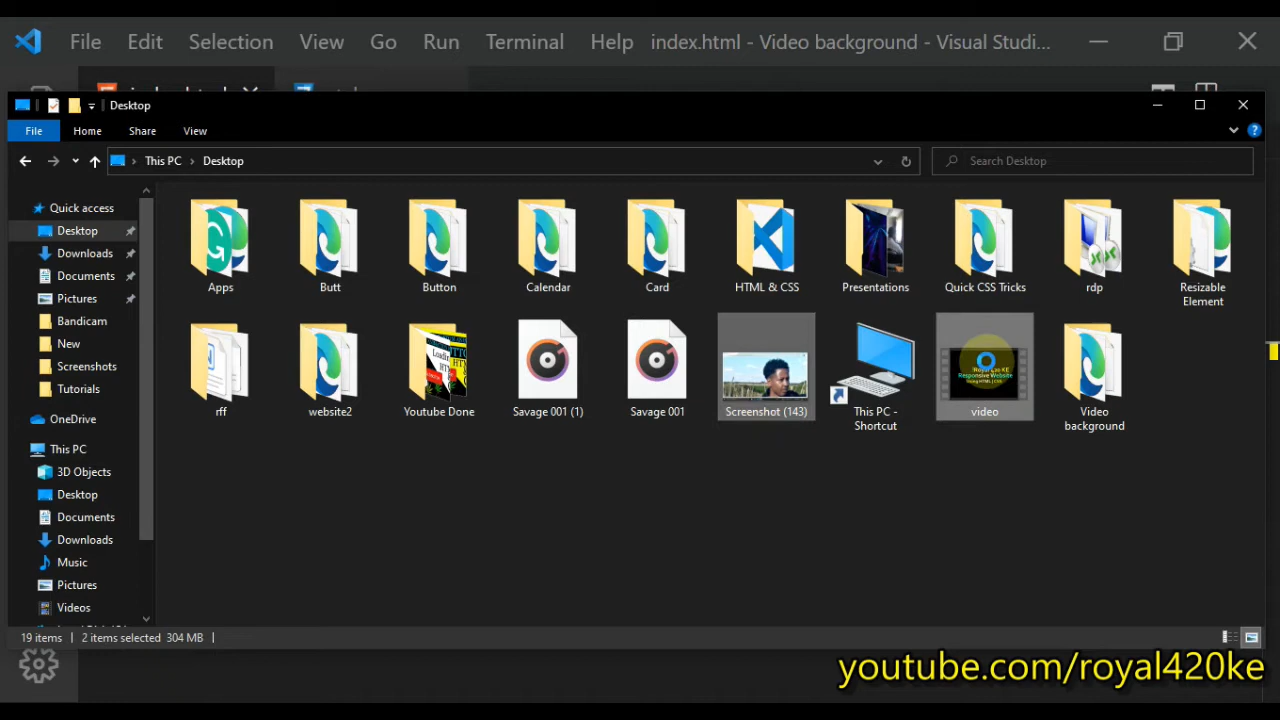 File Edit Selection View Go Run Terminal Help index.html - Video background - Visual Studi...
Desktop
File Home Share View
This PC Desktop
Search Desktop
Quick access
Desktop
Downloads
Documents
Pictures
Bandicam
New
Screenshots
Tutorials
OneDrive
This PC
3D Objects
Desktop
Documents
Downloads
Music
Pictures
Videos
Apps Butt Button Calendar Card HTML & CSS Presentations Quick CSS Tricks rdp Resizable
Element
rff website2 Youtube Done Savage 001 (1) Savage 001 Screenshot (143) This PC - video Video
Shortcut background
19 items 2 items selected 304 MB
youtube.com/royal420ke